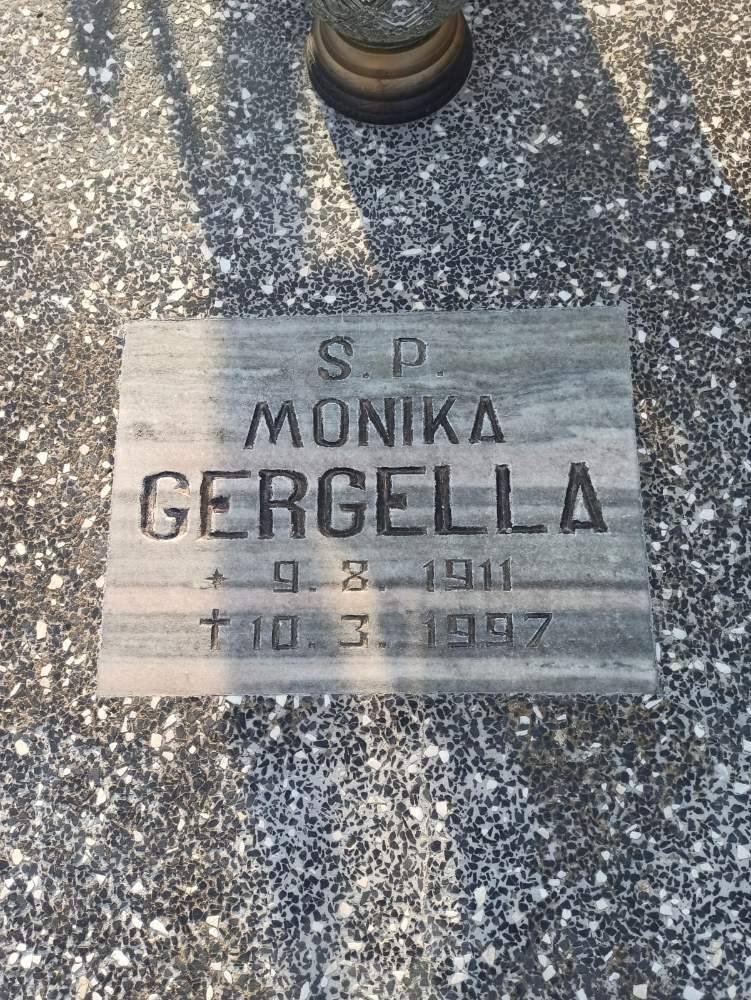 S. P.
MONIKA
GERGELLA
* 9. 8. 1911
† 10. 3. 1997